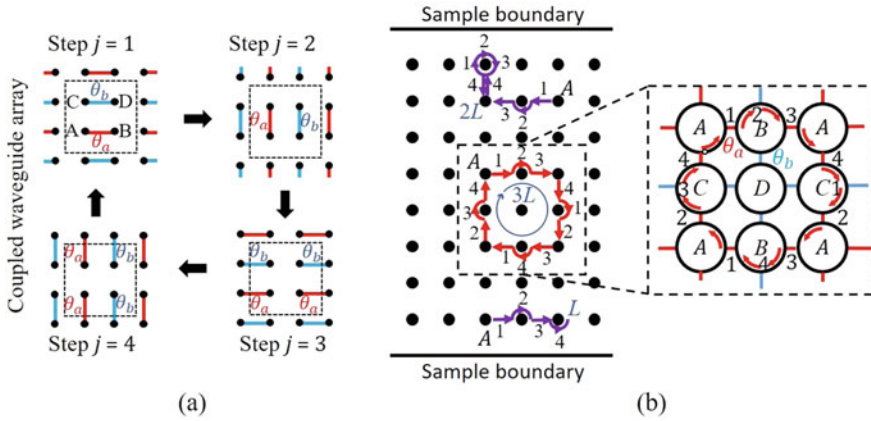 Coupled waveguide array
Step j = 1
θb
C D
A B
θa
Step j = 2
θa θb
Step j = 4
θa θb
θa θb
Step j = 3
θb θb
θa θa
(a)
Sample boundary
2
3
4 4 1 A
2L 3
2
A 2
1 3
4 4
3 3L 1
2 2
1 3
4
2 L
A 1 3
4
Sample boundary
1 2 3
A B A
4 θa θb 4
3 C D C 1
2 2
A B A
1 4 3
(b)